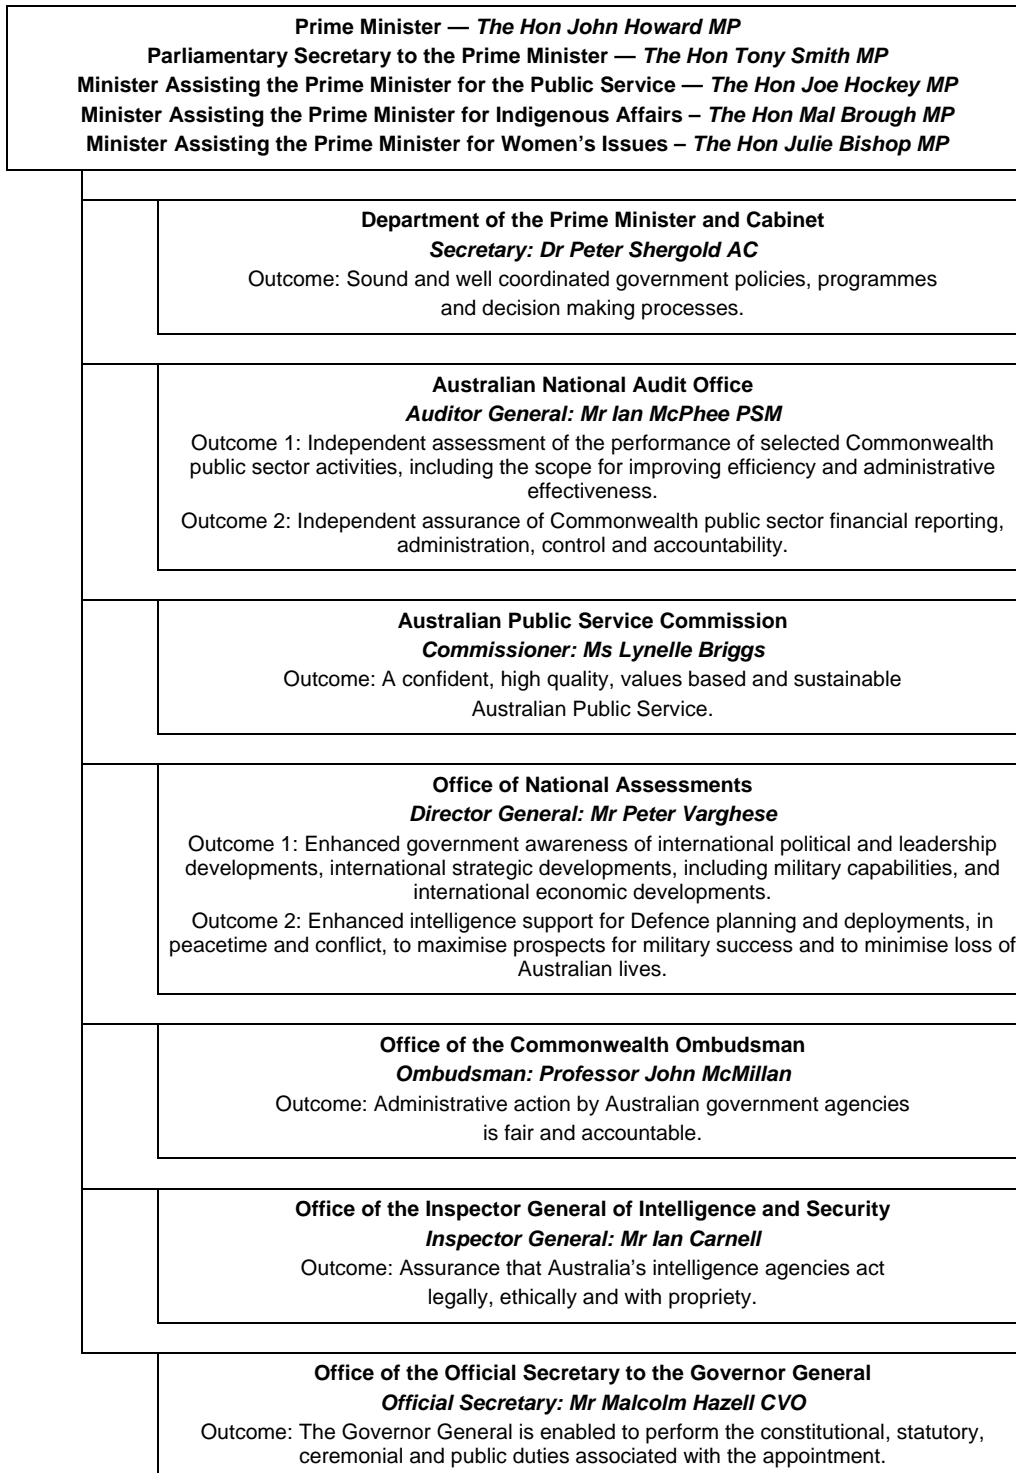 Prime Minister — The Hon John Howard MP
Parliamentary Secretary to the Prime Minister — The Hon Tony Smith MP
Minister Assisting the Prime Minister for the Public Service — The Hon Joe Hockey MP
Minister Assisting the Prime Minister for Indigenous Affairs – The Hon Mal Brough MP
Minister Assisting the Prime Minister for Women's Issues – The Hon Julie Bishop MP
Department of the Prime Minister and Cabinet
Secretary: Dr Peter Shergold AC
Outcome: Sound and well coordinated government policies, programmes
and decision making processes.
Australian National Audit Office
Auditor General: Mr Ian McPhee PSM
Outcome 1: Independent assessment of the performance of selected Commonwealth
public sector activities, including the scope for improving efficiency and administrative
effectiveness.
Outcome 2: Independent assurance of Commonwealth public sector financial reporting,
administration, control and accountability.
Australian Public Service Commission
Commissioner: Ms Lynelle Briggs
Outcome: A confident, high quality, values based and sustainable
Australian Public Service.
Office of National Assessments
Director General: Mr Peter Varghese
Outcome 1: Enhanced government awareness of international political and leadership
developments, international strategic developments, including military capabilities, and
international economic developments.
Outcome 2: Enhanced intelligence support for Defence planning and deployments, in
peacetime and conflict, to maximise prospects for military success and to minimise loss of
Australian lives.
Office of the Commonwealth Ombudsman
Ombudsman: Professor John McMillan
Outcome: Administrative action by Australian government agencies
is fair and accountable.
Office of the Inspector General of Intelligence and Security
Inspector General: Mr Ian Carnell
Outcome: Assurance that Australia's intelligence agencies act
legally, ethically and with propriety.
Office of the Official Secretary to the Governor General
Official Secretary: Mr Malcolm Hazell CVO
Outcome: The Governor General is enabled to perform the constitutional, statutory,
ceremonial and public duties associated with the appointment.